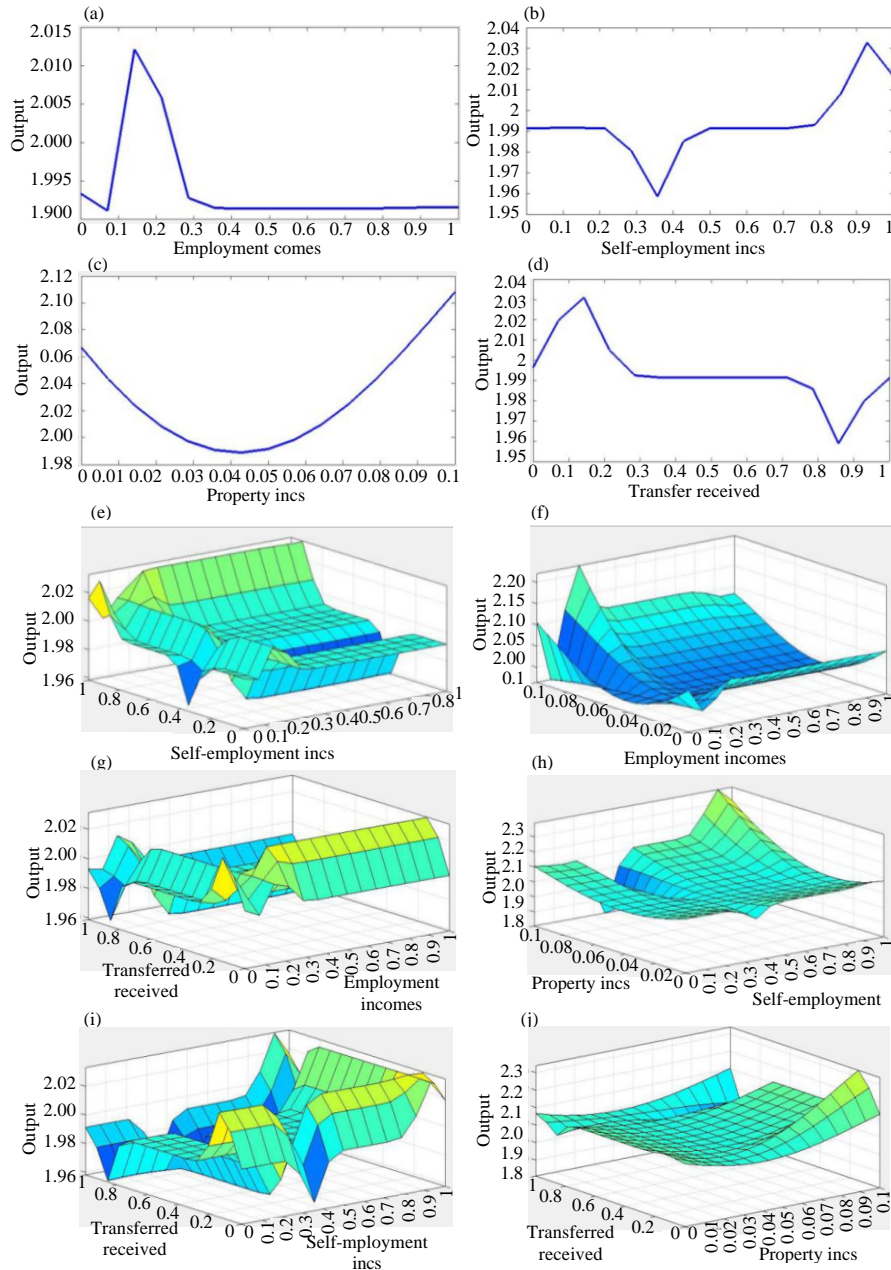 (a)
2.015
2.010
2.005
2.000
1.995
1.900
Output
0 0.1 0.2 0.3 0.4 0.5 0.6 0.7 0.8 0.9 1
Employment comes
(b)
2.04
2.03
2.02
2.01
2
1.99
1.98
1.97
1.96
1.95
Output
0 0.1 0.2 0.3 0.4 0.5 0.6 0.7 0.8 0.9 1
Self-employment incs
(c)
2.12
2.10
0.06
2.04
2.02
2.00
1.98
Output
0 0.01 0.02 0.03 0.04 0.05 0.06 0.07 0.08 0.09 0.1
Property incs
(d)
2.04
2.03
2.02
2.01
2
1.99
1.98
1.97
1.96
1.95
Output
0 0.1 0.2 0.3 0.4 0.5 0.6 0.7 0.8 0.9 1
Transfer received
(e)
2.02
2.00
1.98
1.96
Output
1 0.8 0.6 0.4 0.2 0
0 0.1 0.2 0.3 0.4 0.5 0.6 0.7 0.8 1
Self-employment incs
(f)
2.20
2.15
2.10
2.05
2.00
0.1
Output
0.1 0.08 0.06 0.04 0.02 0
0 0.1 0.2 0.3 0.4 0.5 0.6 0.7 0.8 0.9 1
Employment incomes
(g)
2.02
2.00
1.98
1.96
Output
1 0.8 0.6 0.4 0.2 0
0 0.1 0.2 0.3 0.4 0.5 0.6 0.7 0.8 0.9 1
Transferred
received
Employment
incomes
(h)
2.3
2.2
2.1
2.0
1.9
1.8
Output
0.1 0.08 0.06 0.04 0.02 0
0 0.1 0.2 0.3 0.4 0.5 0.6 0.7 0.8 0.9 1
Property incs
Self-employment
(i)
2.02
2.00
1.98
1.96
Output
1 0.8 0.6 0.4 0.2 0
0 0.1 0.2 0.3 0.4 0.5 0.6 0.7 0.8 0.9 1
Transferred
received
Self-mployment
incs
(j)
2.3
2.2
2.1
2.0
1.9
1.8
Output
1 0.8 0.6 0.4 0.2 0
0 0.01 0.02 0.03 0.04 0.05 0.06 0.07 0.08 0.09 0.1
Transferred
received
Property incs